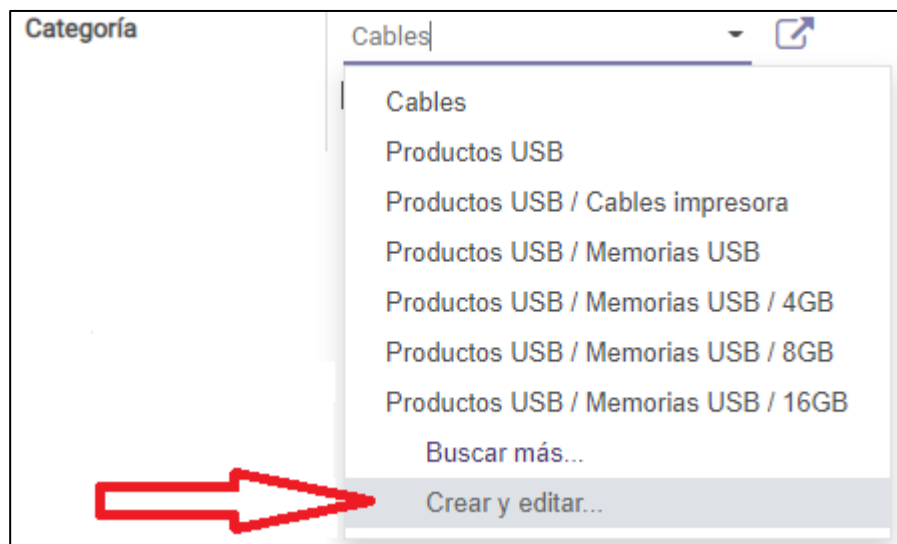 Categoría
Cables
Cables
Productos USB
Productos USB / Cables impresora
Productos USB / Memorias USB
Productos USB / Memorias USB / 4GB
Productos USB / Memorias USB / 8GB
Productos USB / Memorias USB / 16GB
Buscar más...
Crear y editar...